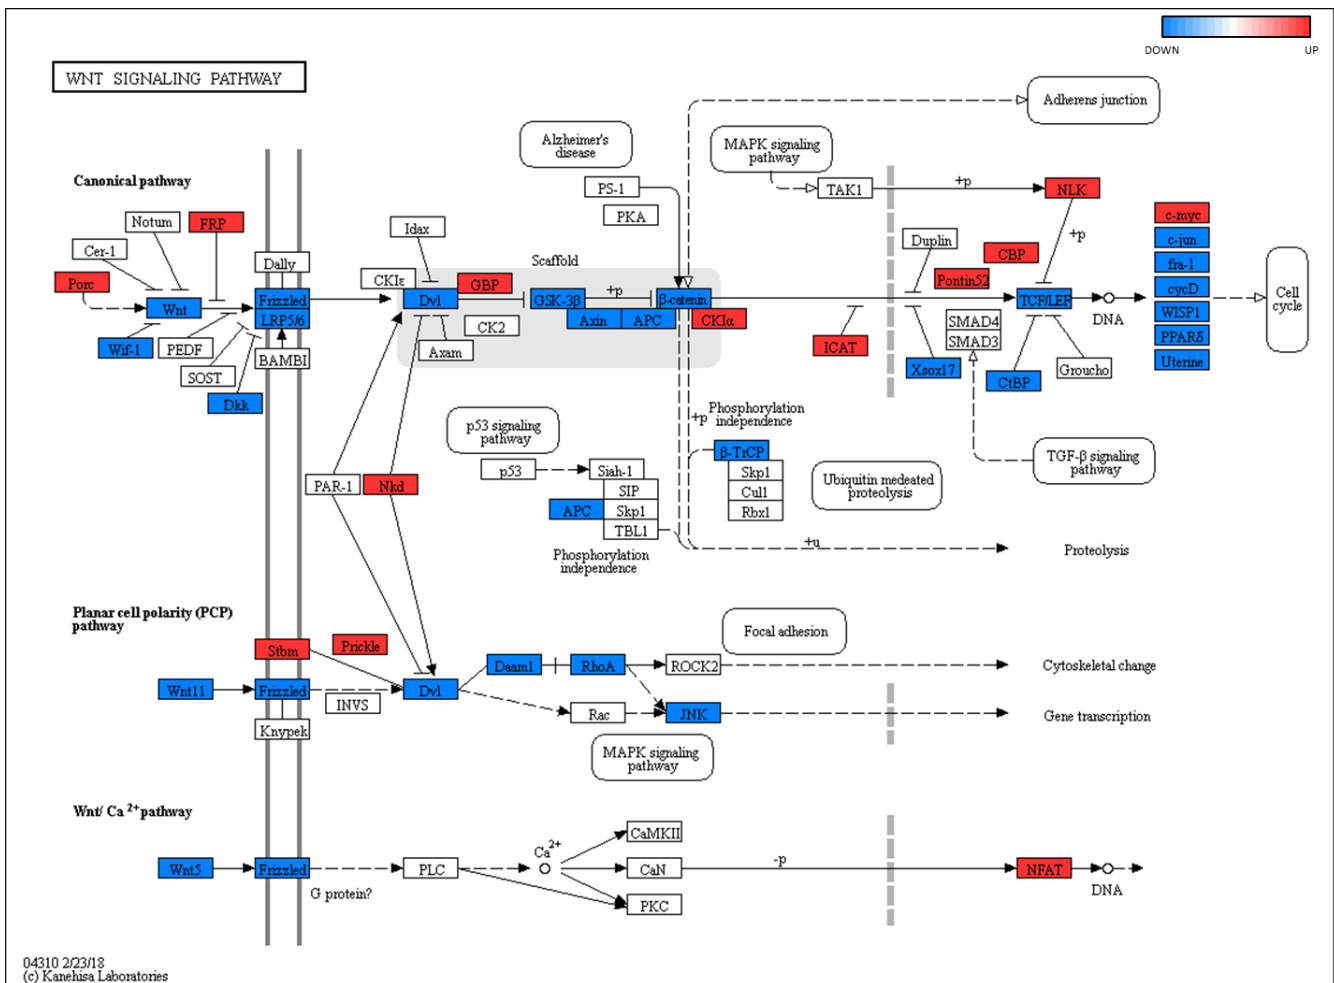 DOWN
UP
WNT SIGNALING PATHWAY
Adherens junction
Alzheimer's
disease
MAPK signaling
pathway
Canonical pathway
PS-1
PKA
TAK1
+p
NLK
Notum
FRP
Cer-1
Porc
Wnt
Wif-1
PEDF
SOST
Dkk
Dally
Frizzled
LRP5/6
BAMBI
Idax
CKIε
Dvl
GBP
Scaffold
CK2
Axam
GSK-3β
+p
β-catenin
Axin
APC
CKIα
ICAT
Duplin
Pontin52
CBP
+p
TCF/LEF
DNA
SMAD4
SMAD3
Xsox17
CtBP
Groucho
c-myc
c-jun
fra-1
cycD
WISP1
PPARδ
Uterine
Cell
cycle
p53 signaling
pathway
+p
Phosphorylation
independence
β-TrCP
Skp1
Cul1
Rbx1
Ubiquitin medeated
proteolysis
TGF-β signaling
pathway
PAR-1
Nkd
p53
Siah-1
SIP
APC
Skp1
TBL1
Phosphorylation
independence
+u
Proteolysis
Planar cell polarity (PCP)
pathway
Stbm
Prickle
Wnt11
Frizzled
INVS
Knypek
Dvl
Daam1
RhoA
ROCK2
Focal adhesion
Cytoskeletal change
Rac
JNK
Gene transcription
MAPK signaling
pathway
Wnt/ Ca 2+ pathway
Wnt5
Frizzled
G protein?
PLC
Ca2+
CaMKII
CaN
PKC
-p
NFAT
DNA
04310 2/23/18
(c) Kanehisa Laboratories